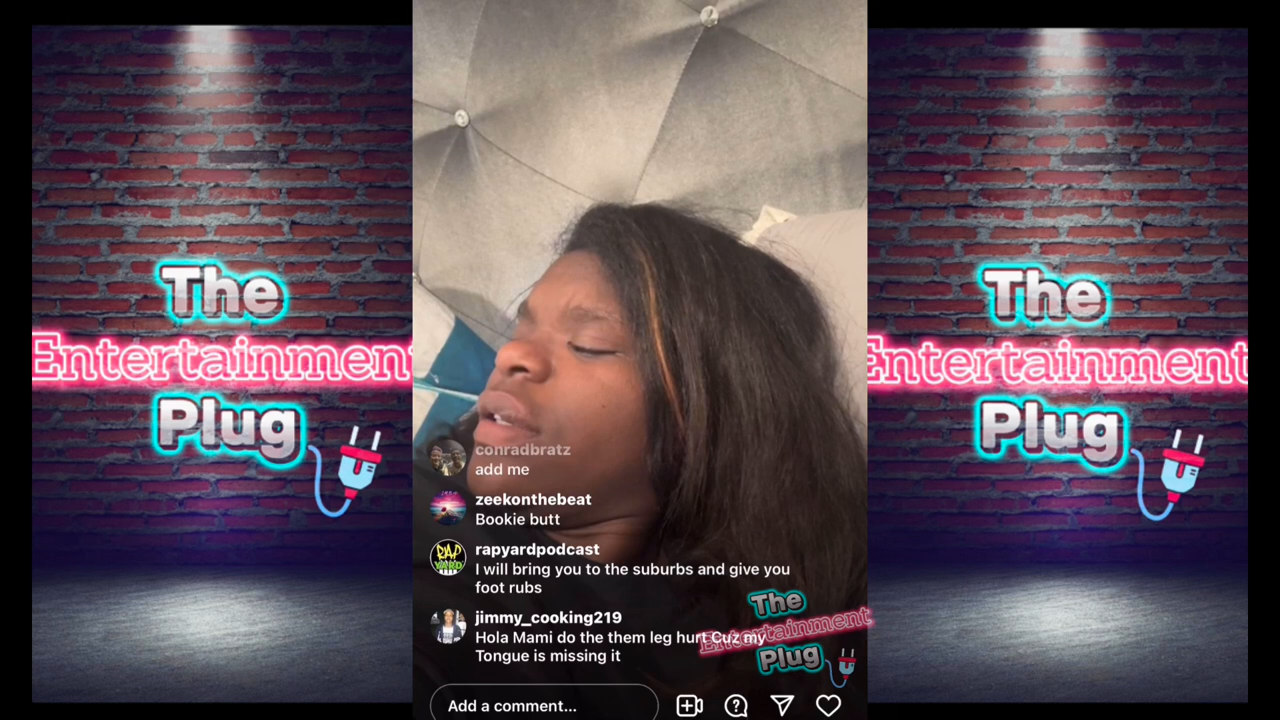 The
Entertainment
Plug
conradbratz
add me
zeekonthebeat
Bookie butt
RAP
YARD
rapyardpodcast
I will bring you to the suburbs and give you
foot rubs
jimmy_cooking219
Hola Mami do the them leg hurt Cuz my
Tongue is missing it
Add a comment...
The
Entertainment
Plug
The
Entertainment
Plug